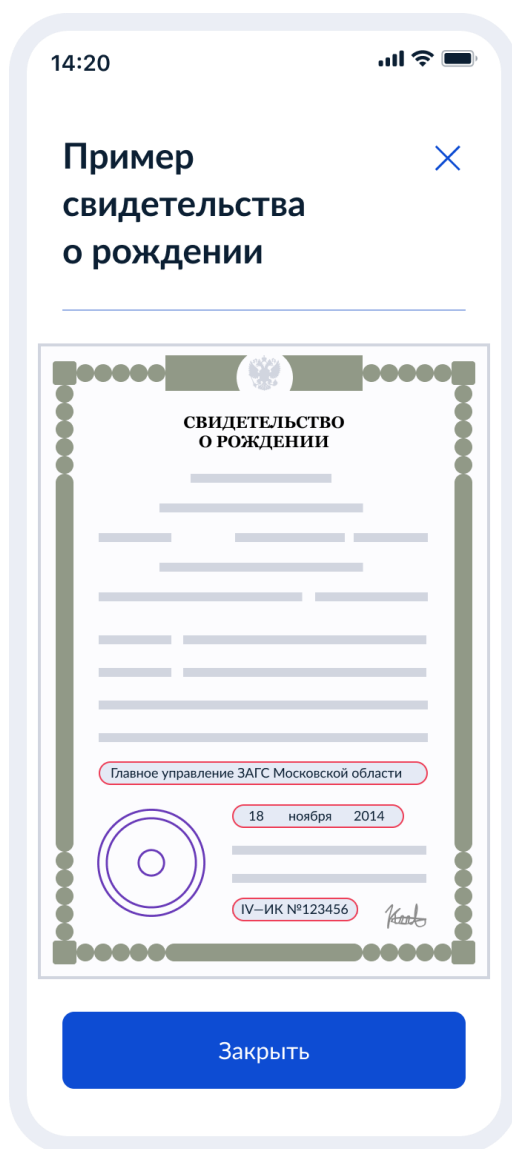 14:20
Пример
свидетельства
о рождении
СВИДЕТЕЛЬСТВО
О РОЖДЕНИИ
Главное управление ЗАГС Московской области
18 ноября 2014
IV–ИК №123456
Закрыть